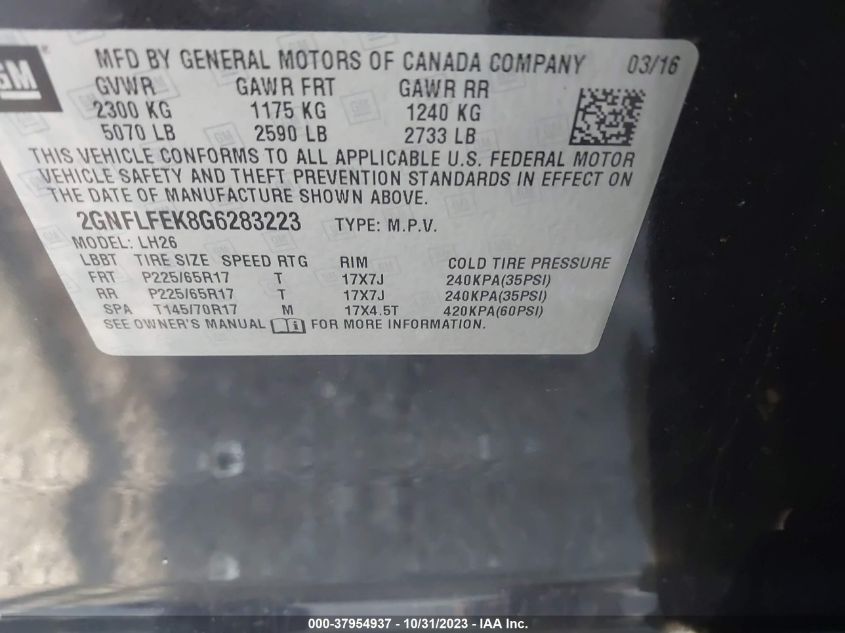 GM
MFD BY GENERAL MOTORS OF CANADA COMPANY 03/16
GVWR GAWR FRT GAWR RR
2300 KG 1175 KG 1240 KG
5070 LB 2590 LB 2733 LB
THIS VEHICLE CONFORMS TO ALL APPLICABLE U.S. FEDERAL MOTOR
VEHICLE SAFETY AND THEFT PREVENTION STANDARDS IN EFFECT ON
THE DATE OF MANUFACTURE SHOWN ABOVE.
2GNFLFEK8G6283223 TYPE: M.P.V.
MODEL: LH26
LBBT TIRE SIZE SPEED RTG RIM COLD TIRE PRESSURE
FRT P225/65R17 T 17X7J 240KPA(35PSI)
RR P225/65R17 T 17X7J 240KPA(35PSI)
SPA T145/70R17 M 17X4.5T 420KPA(60PSI)
SEE OWNER'S MANUAL FOR MORE INFORMATION.
000-37954937 - 10/31/2023 - IAA Inc.